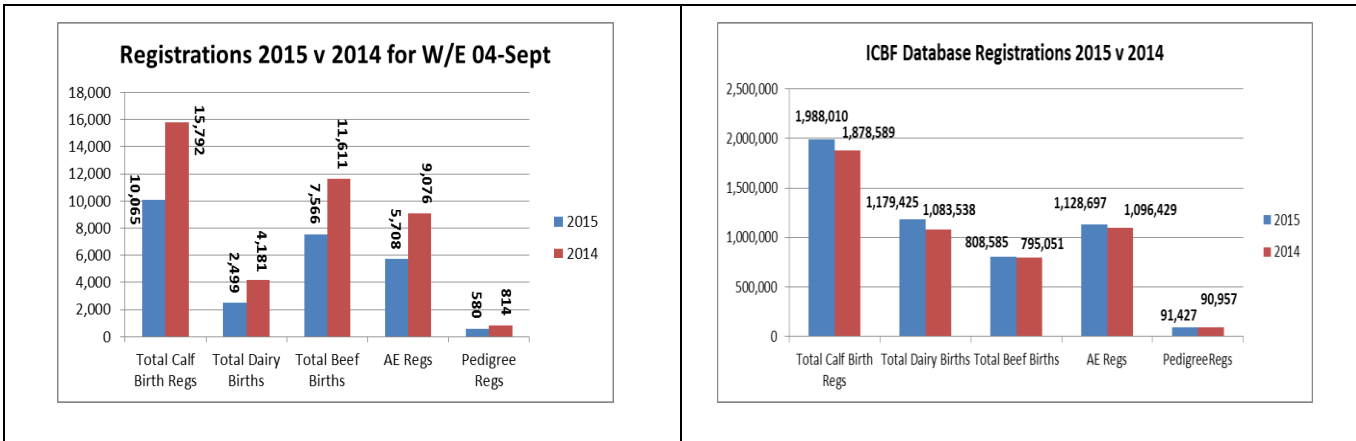 Registrations 2015 v 2014 for W/E 04-Sept
18,000
16,000
14,000
12,000
10,000
8,000
6,000
4,000
2,000
0
10,065
15,792
2,499
4,181
7,566
11,611
5,708
9,076
580
814
Total Calf
Birth Regs
Total Dairy
Births
Total Beef
Births
AE Regs
Pedigree
Regs
2015
2014
ICBF Database Registrations 2015 v 2014
2,500,000
2,000,000
1,500,000
1,000,000
500,000
0
1,988,010
1,878,589
1,179,425
1,083,538
808,585
795,051
1,128,697
1,096,429
91,427
90,957
Total Calf Birth
Regs
Total Dairy Births
Total Beef Births
AE Regs
PedigreeRegs
2015
2014